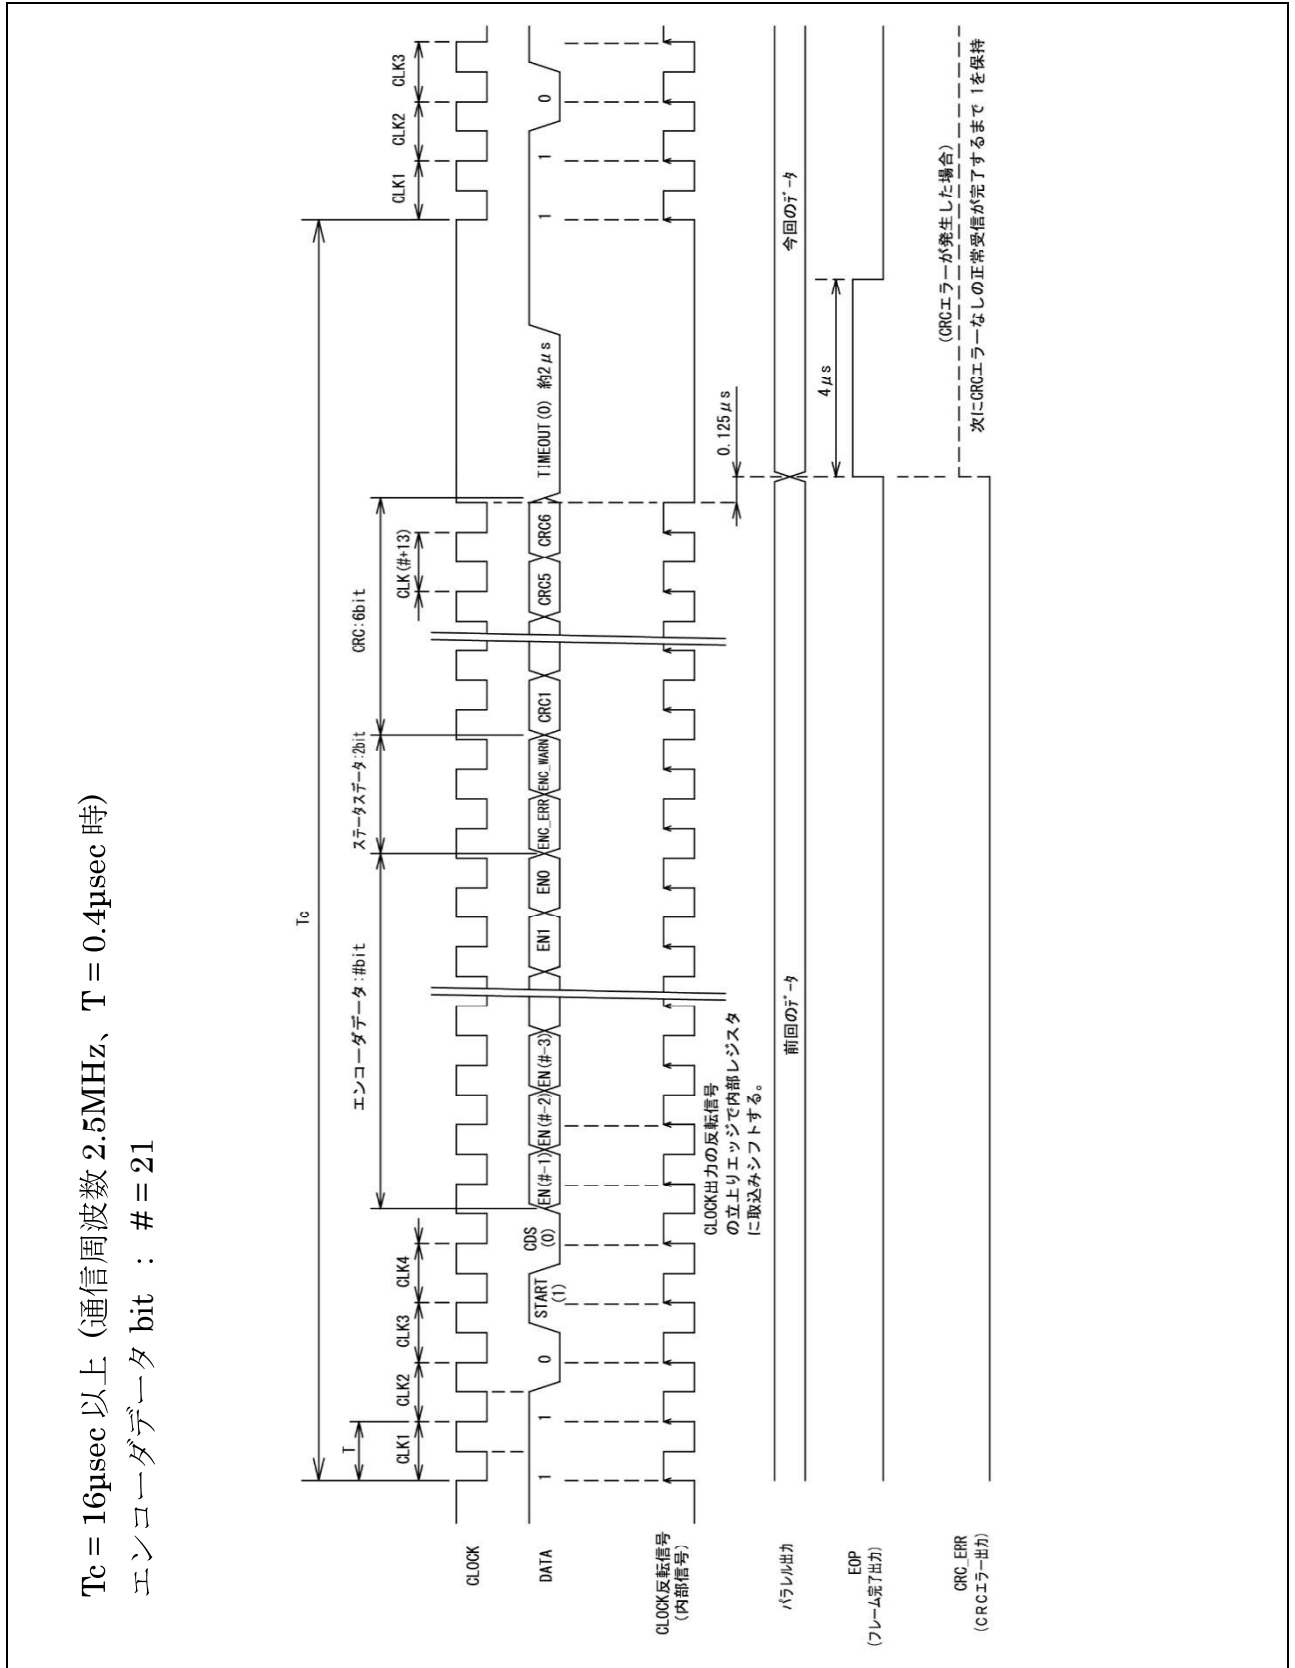 Tc = 16μsec 以上 (通信周波数 2.5MHz、T = 0.4μsec 時)
エンコーダデータ bit : #= 21
Tc
T
エンコーダデータ:#bit
ステータスデータ:2bit
CRC:6bit
CLK1
CLK2
CLK3
CLK4
CLK(#+13)
CLK1
CLK2
CLK3
CLOCK
DATA
1
1
0
START
(1)
CDS
(0)
EN(#-1)
EN(#-2)
EN(#-3)
EN1
EN0
ENC_ERR
ENC_WARN
CRC1
CRC5
CRC6
TIMEOUT(0) 約2μs
1
1
0
CLOCK反転信号
(内部信号)
CLOCK出力の反転信号
の立上りエッジで内部レジスタ
に取込みシフトする。
0.125μs
パラレル出力
前回のデータ
今回のデータ
EOP
(フレーム完了出力)
4μs
CRC_ERR
(CRCエラー出力)
(CRCエラーが発生した場合)
次にCRCエラーなしの正常受信が完了するまで 1を保持